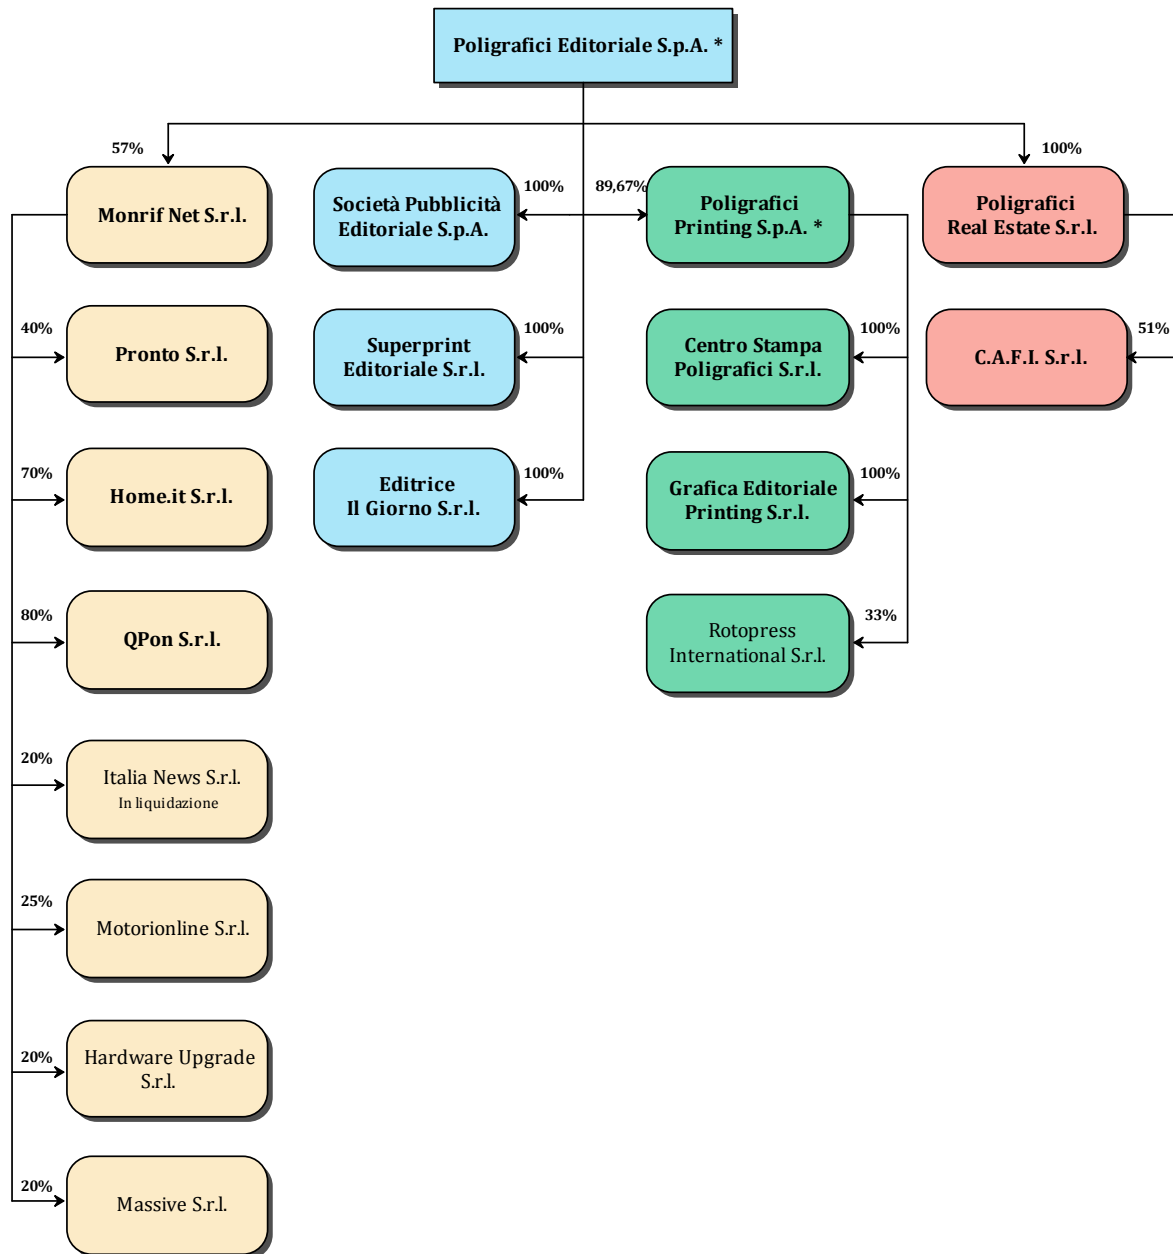 Poligrafici Editoriale S.p.A. *
57%
100%
Monrif Net S.r.l.
Società Pubblicità
Editoriale S.p.A.
100%
89,67%
Poligrafici
Printing S.p.A. *
Poligrafici
Real Estate S.r.l.
40%
Pronto S.r.l.
Superprint
Editoriale S.r.l.
100%
Centro Stampa
Poligrafici S.r.l.
100%
C.A.F.I. S.r.l.
51%
70%
Home.it S.r.l.
Editrice
Il Giorno S.r.l.
100%
Grafica Editoriale
Printing S.r.l.
100%
80%
QPon S.r.l.
Rotopress
International S.r.l.
33%
20%
Italia News S.r.l.
In liquidazione
25%
Motorionline S.r.l.
20%
Hardware Upgrade
S.r.l.
20%
Massive S.r.l.